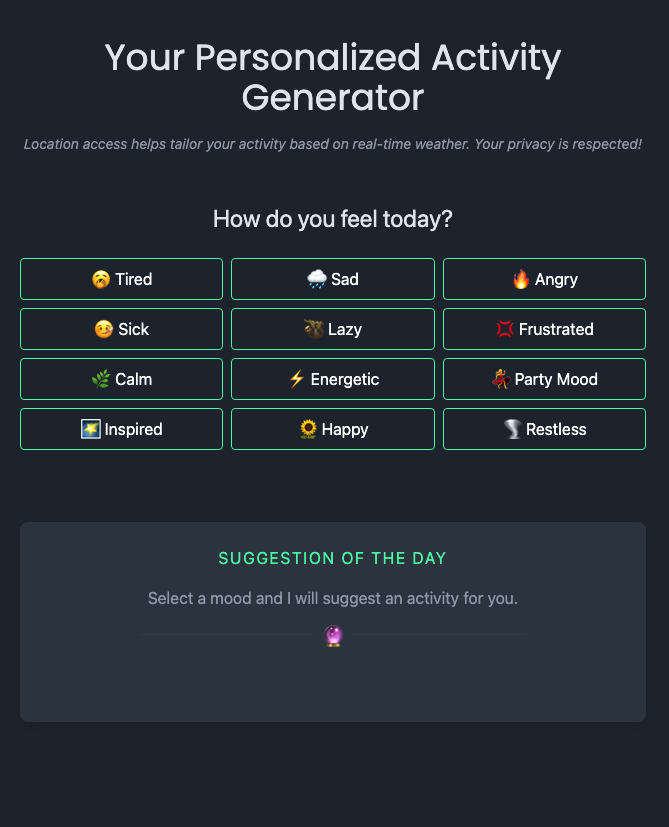 Your Personalized Activity
Generator
Location access helps tailor your activity based on real-time weather. Your privacy is respected!
How do you feel today?
🥱 Tired
🌧️ Sad
🔥 Angry
🤒 Sick
🦥 Lazy
💢 Frustrated
🌿 Calm
⚡ Energetic
💃 Party Mood
🌟 Inspired
🌻 Happy
🌪️ Restless
SUGGESTION OF THE DAY
Select a mood and I will suggest an activity for you.
🔮